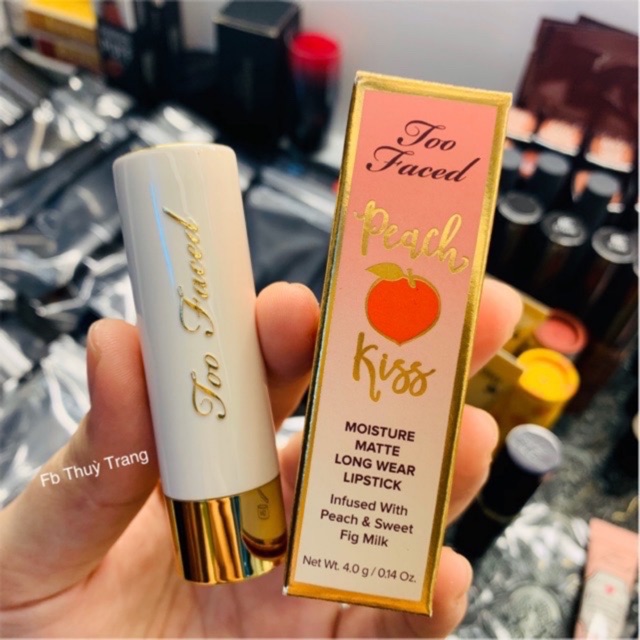 Too Faced
Fb Thuỳ Trang
Too
Faced
Peach
Kiss
MOISTURE
MATTE
LONG WEAR
LIPSTICK
Infused With
Peach & Sweet
Fig Milk
Net Wt. 4.0 g / 0.14 Oz.